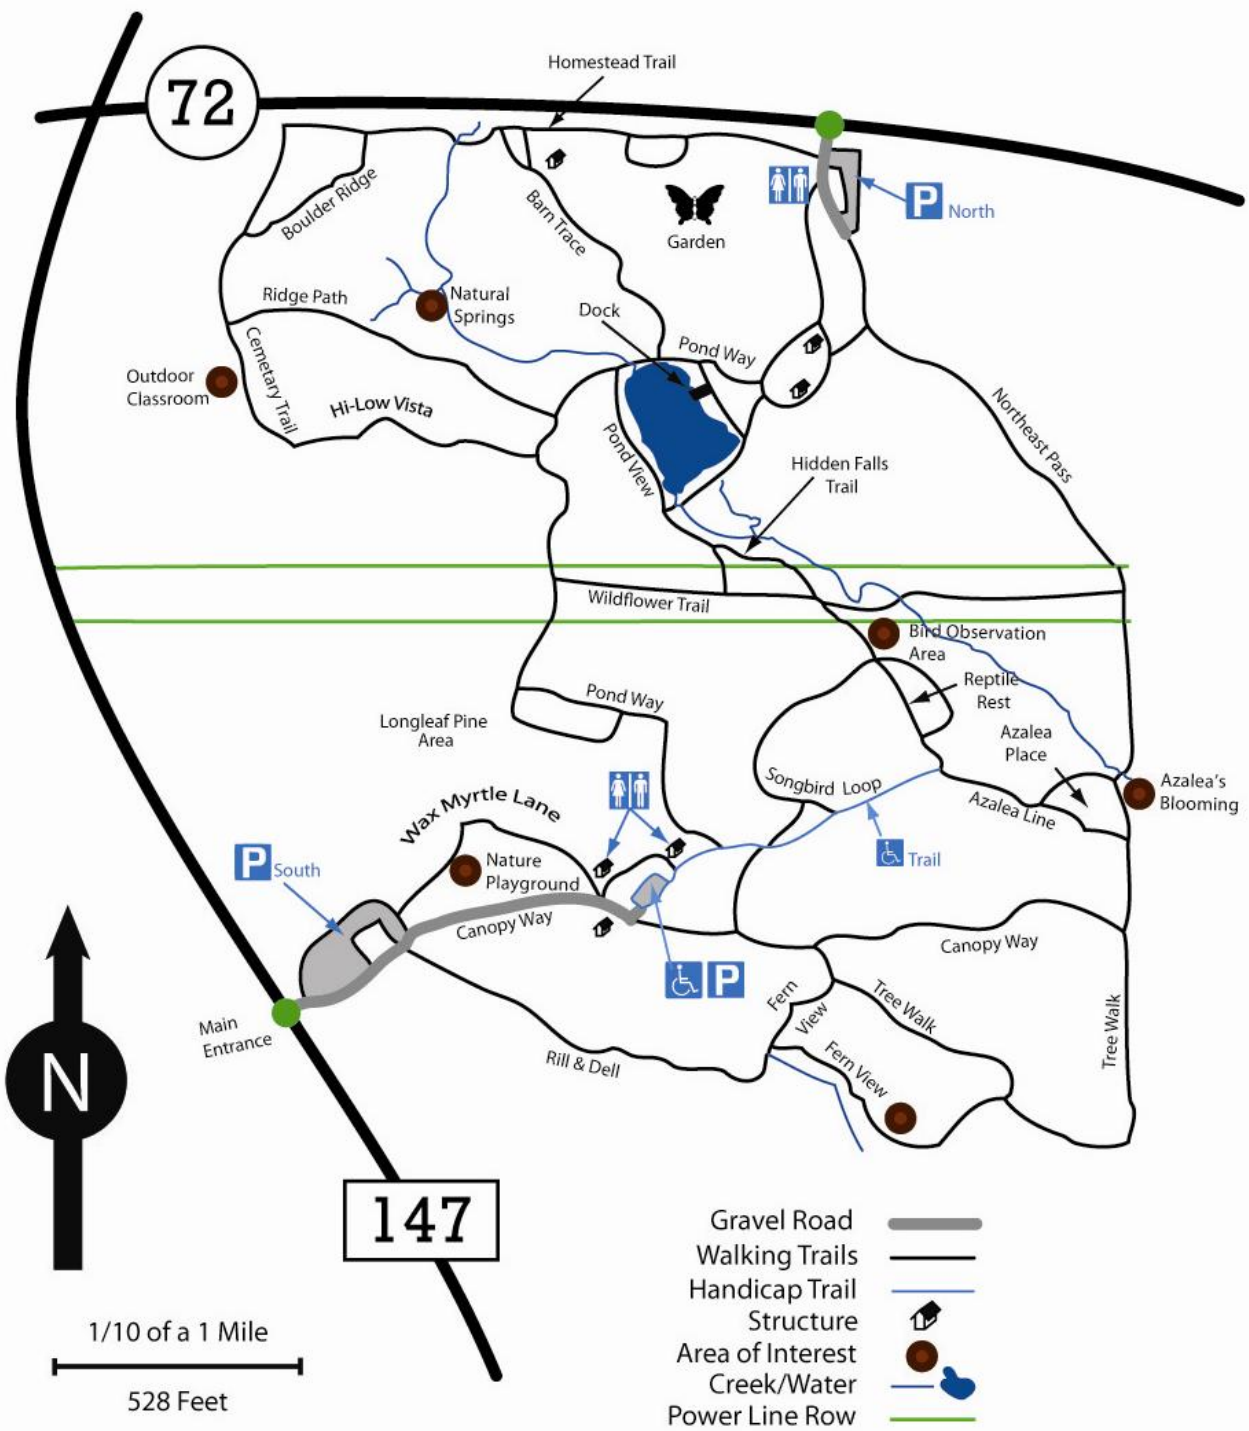 Homestead Trail
72
Boulder Ridge
Barn Trace
Garden
P
North
Ridge Path
Natural
Springs
Dock
Pond Way
Outdoor
Classroom
Cemetary Trail
Hi-Low Vista
Pond View
Northeast Pass
Hidden Falls
Trail
Wildflower Trail
Bird Observation
Area
Reptile
Rest
Pond Way
Longleaf Pine
Area
Azalea
Place
Songbird Loop
Azalea Line
Azalea's
Blooming
Wax Myrtle Lane
P
South
Nature
Playground
Trail
Canopy Way
Canopy Way
P
Main
Entrance
Fern
View
Tree Walk
Tree Walk
Rill & Dell
Fern View
N
147
1/10 of a 1 Mile
528 Feet
Gravel Road
Walking Trails
Handicap Trail
Structure
Area of Interest
Creek/Water
Power Line Row